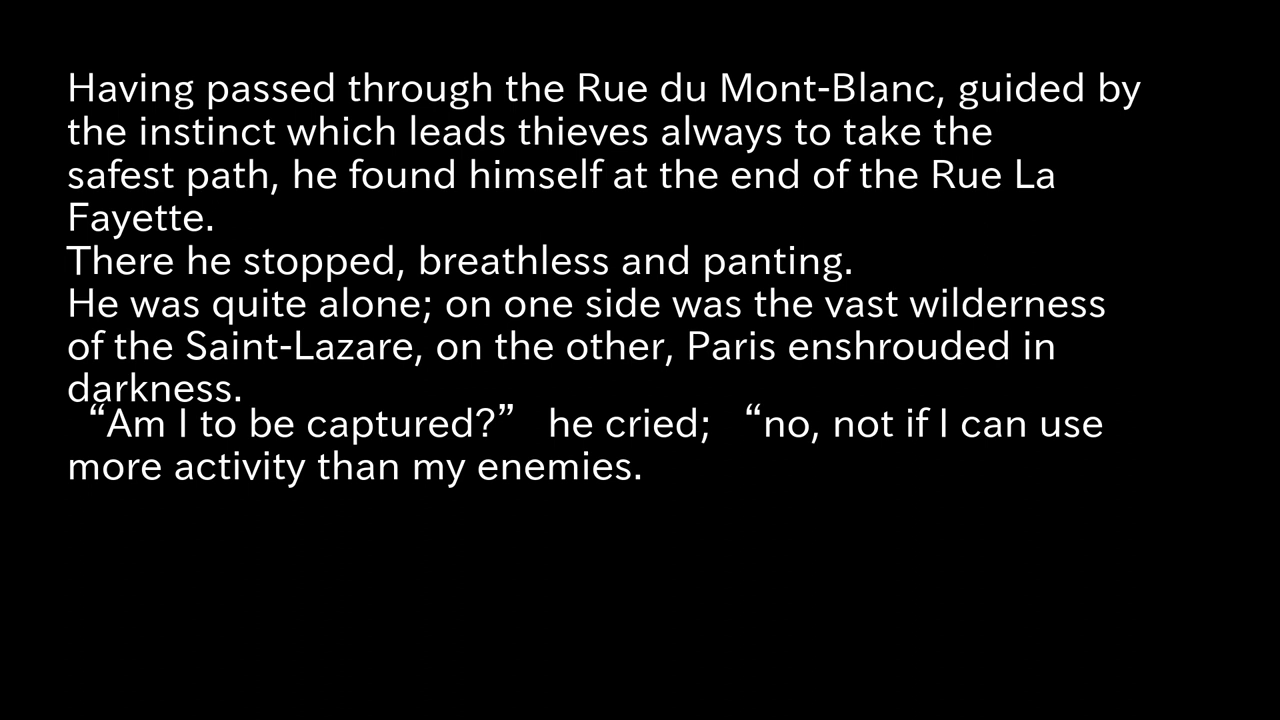 Having passed through the Rue du Mont-Blanc, guided by
the instinct which leads thieves always to take the
safest path, he found himself at the end of the Rue La
Fayette.
There he stopped, breathless and panting.
He was quite alone; on one side was the vast wilderness
of the Saint-Lazare, on the other, Paris enshrouded in
darkness.
“Am I to be captured?” he cried; “no, not if I can use
more activity than my enemies.